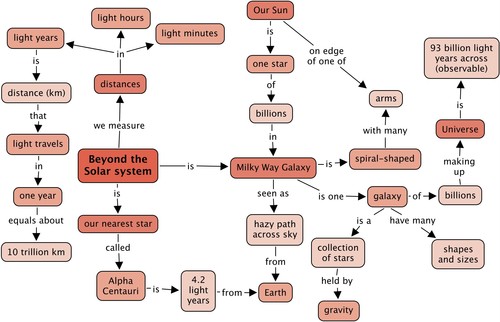 light years
light hours
light minutes
in
distances
is
distance (km)
that
light travels
in
one year
equals about
10 trillion km
we measure
Beyond the
Solar system
is
our nearest star
called
Alpha
Centauri
is
4.2
light
years
from
Earth
is
Our Sun
is
one star
of
billions
in
Milky Way Galaxy
on edge
of one of
arms
with many
spiral-shaped
is
seen as
hazy path
across sky
from
is one
galaxy
of
billions
making
up
Universe
is
93 billion light
years across
(observable)
is a
collection
of stars
held by
gravity
have many
shapes
and sizes